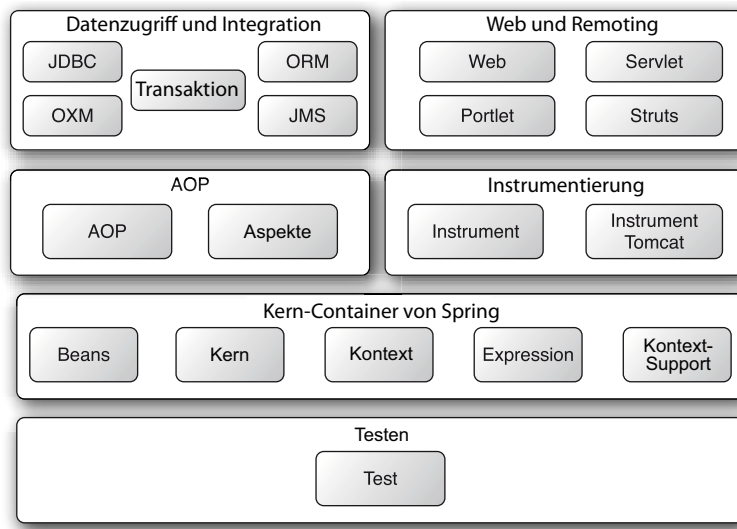 Datenzugriff und Integration
JDBC
ORM
Transaktion
OXM
JMS
Web und Remoting
Web
Servlet
Portlet
Struts
AOP
AOP
Aspekte
Instrumentierung
Instrument
Instrument
Tomcat
Kern-Container von Spring
Beans
Kern
Kontext
Expression
Kontext-
Support
Testen
Test